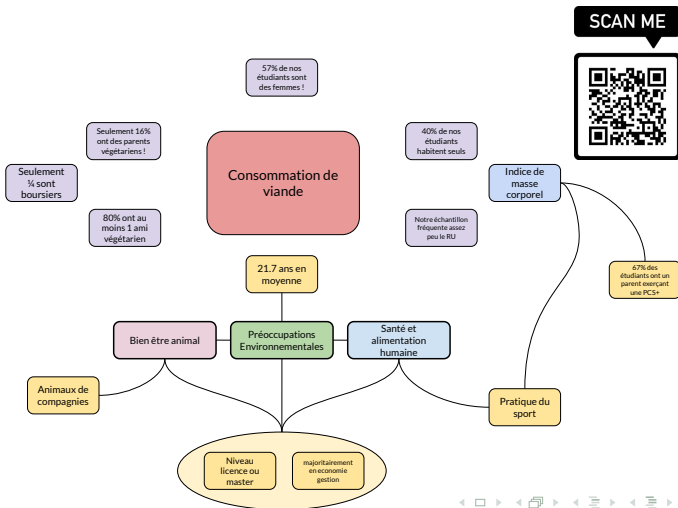 SCAN ME
57% de nos
étudiants sont
des femmes !
Seulement 16%
ont des parents
végétariens !
Consommation de
viande
40% de nos
étudiants
habitent seuls
Seulement
¼ sont
boursiers
Indice de
masse
corporel
80% ont au
moins 1 ami
végétarien
Notre échantillon
fréquente assez
peu le RU
21.7 ans en
moyenne
67% des
étudiants ont un
parent exerçant
une PCS+
Bien être animal
Préoccupations
Environnementales
Santé et
alimentation
humaine
Animaux de
compagnies
Pratique du
sport
Niveau
licence ou
master
majoritairement
en economie
gestion